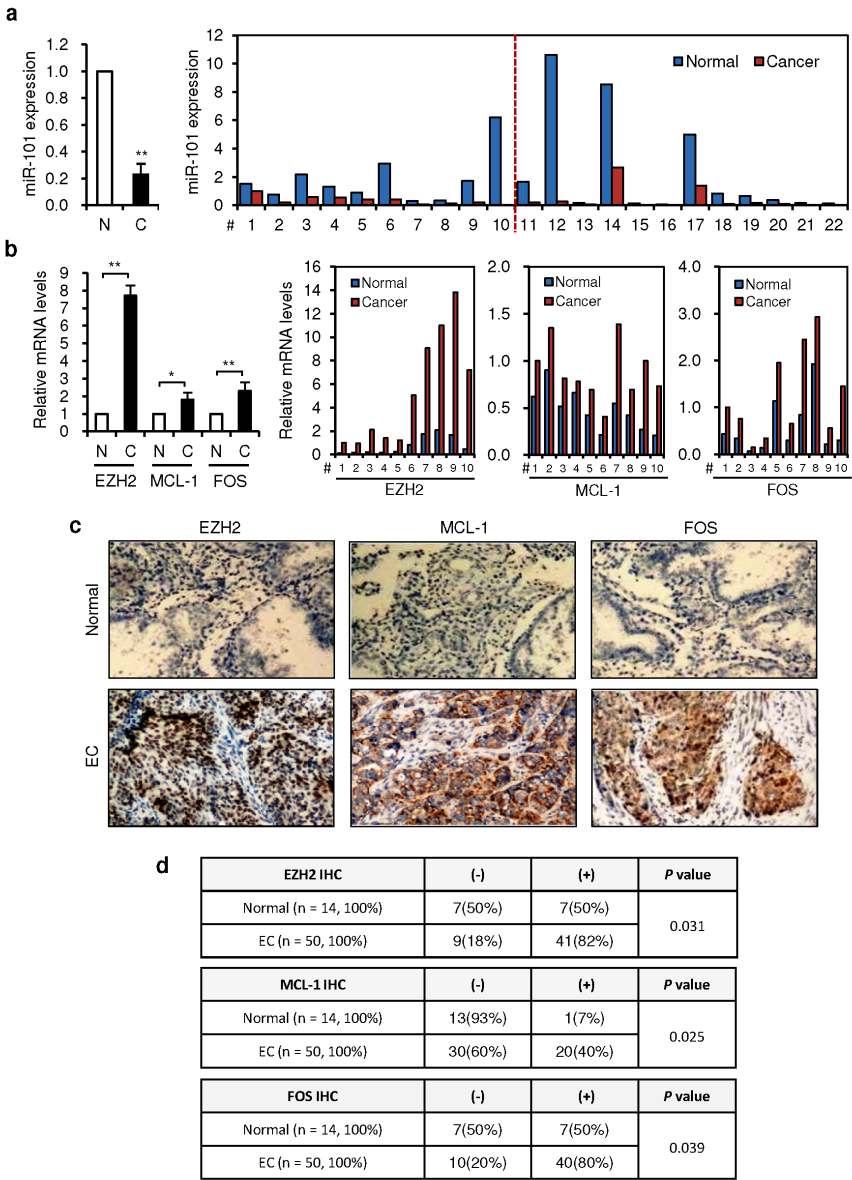 a
miR-101 expression
1.2
1.0
0.8
0.6
0.4
0.2
0.0
**
N C
miR-101 expression
12
10
8
6
4
2
0
Normal Cancer
# 1 2 3 4 5 6 7 8 9 10 11 12 13 14 15 16 17 18 19 20 21 22
b
Relative mRNA levels
9
8
7
6
5
4
3
2
1
0
** * **
N C N C N C
EZH2 MCL-1 FOS
Relative mRNA levels
16
14
12
10
8
6
4
2
0
Normal
Cancer
# 1 2 3 4 5 6 7 8 9 10
EZH2
2.0
1.5
1.0
0.5
0.0
Normal
Cancer
# 1 2 3 4 5 6 7 8 9 10
MCL-1
4.0
3.0
2.0
1.0
0.0
Normal
Cancer
# 1 2 3 4 5 6 7 8 9 10
FOS
c
EZH2 MCL-1 FOS
Normal
EC
d
EZH2 IHC (-) (+) P value
Normal (n = 14, 100%) 7(50%) 7(50%) 0.031
EC (n = 50, 100%) 9(18%) 41(82%)
MCL-1 IHC (-) (+) P value
Normal (n = 14, 100%) 13(93%) 1(7%) 0.025
EC (n = 50, 100%) 30(60%) 20(40%)
FOS IHC (-) (+) P value
Normal (n = 14, 100%) 7(50%) 7(50%) 0.039
EC (n = 50, 100%) 10(20%) 40(80%)